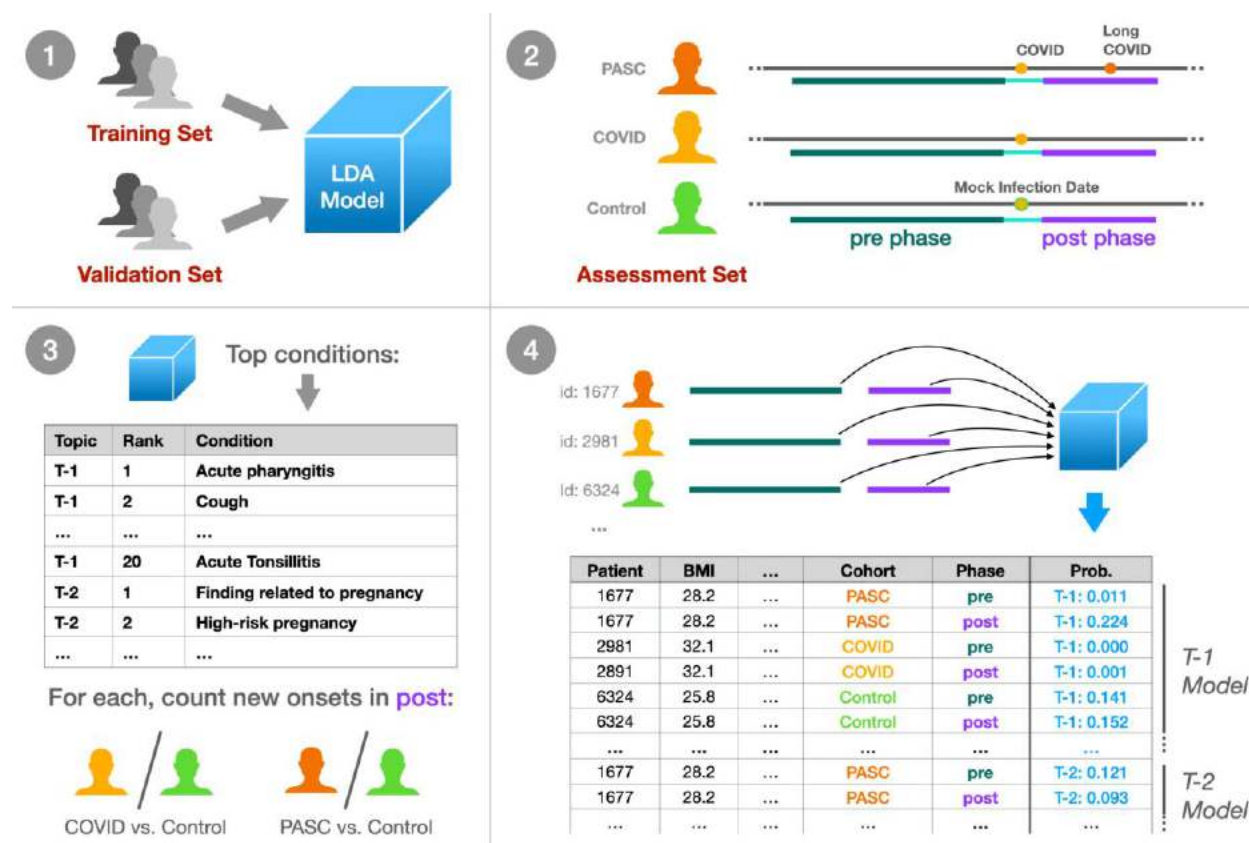 1
Training Set
Validation Set
LDA
Model
2
PASC
COVID
Long
COVID
COVID
Mock Infection Date
Control
pre phase
post phase
Assessment Set
3
Top conditions:
Topic Rank Condition
T-1 1 Acute pharyngitis
T-1 2 Cough
... ... ...
T-1 20 Acute Tonsillitis
T-2 1 Finding related to pregnancy
T-2 2 High-risk pregnancy
... ... ...
For each, count new onsets in post:
COVID vs. Control
PASC vs. Control
4
id: 1677
id: 2981
id: 6324
...
Patient BMI ... Cohort Phase Prob.
1677 28.2 ... PASC pre T-1: 0.011
1677 28.2 ... PASC post T-1: 0.224
2981 32.1 ... COVID pre T-1: 0.000
2891 32.1 ... COVID post T-1: 0.001
6324 25.8 ... Control pre T-1: 0.141
6324 25.8 ... Control post T-1: 0.152
... ... ... ... ... ...
1677 28.2 ... PASC pre T-2: 0.121
1677 28.2 ... PASC post T-2: 0.093
... ... ... ... ... ...
T-1
Model
T-2
Model